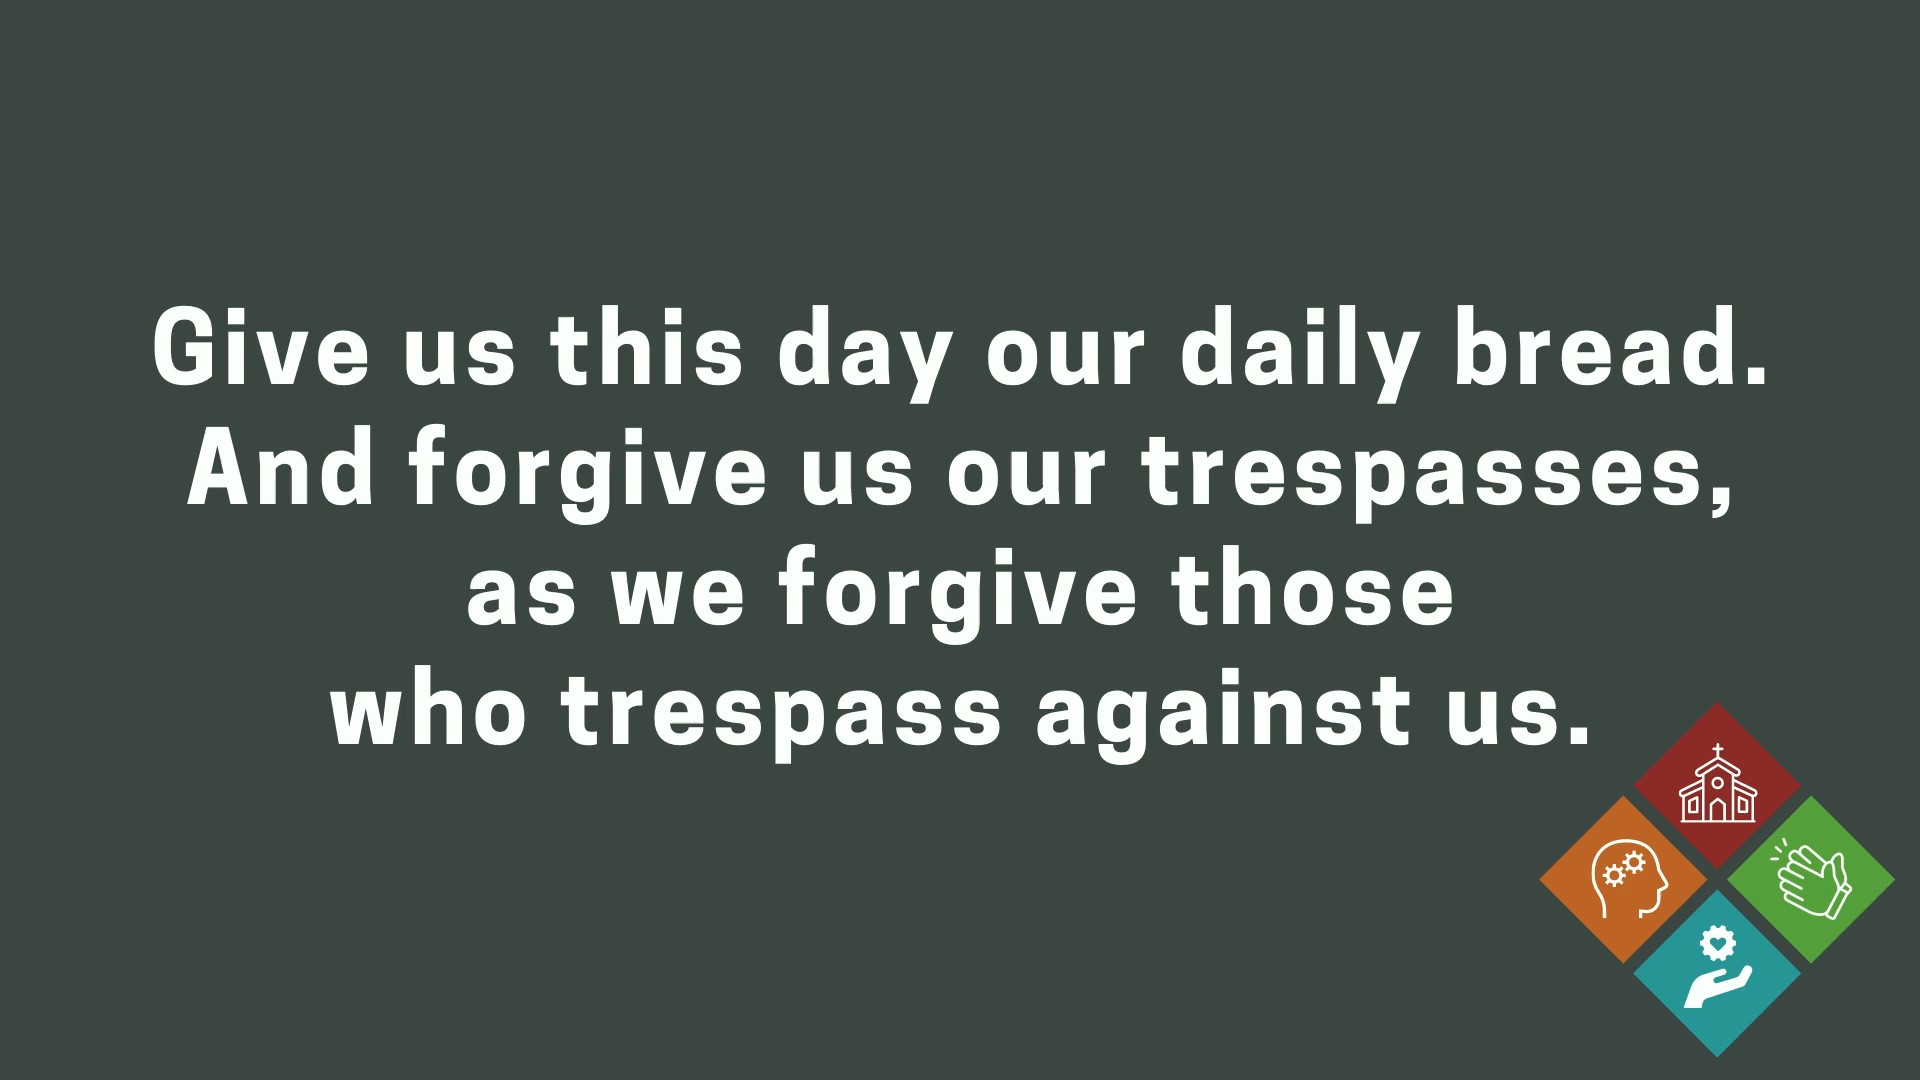 Give us this day our daily bread.
And forgive us our trespasses,
as we forgive those
who trespass against us.